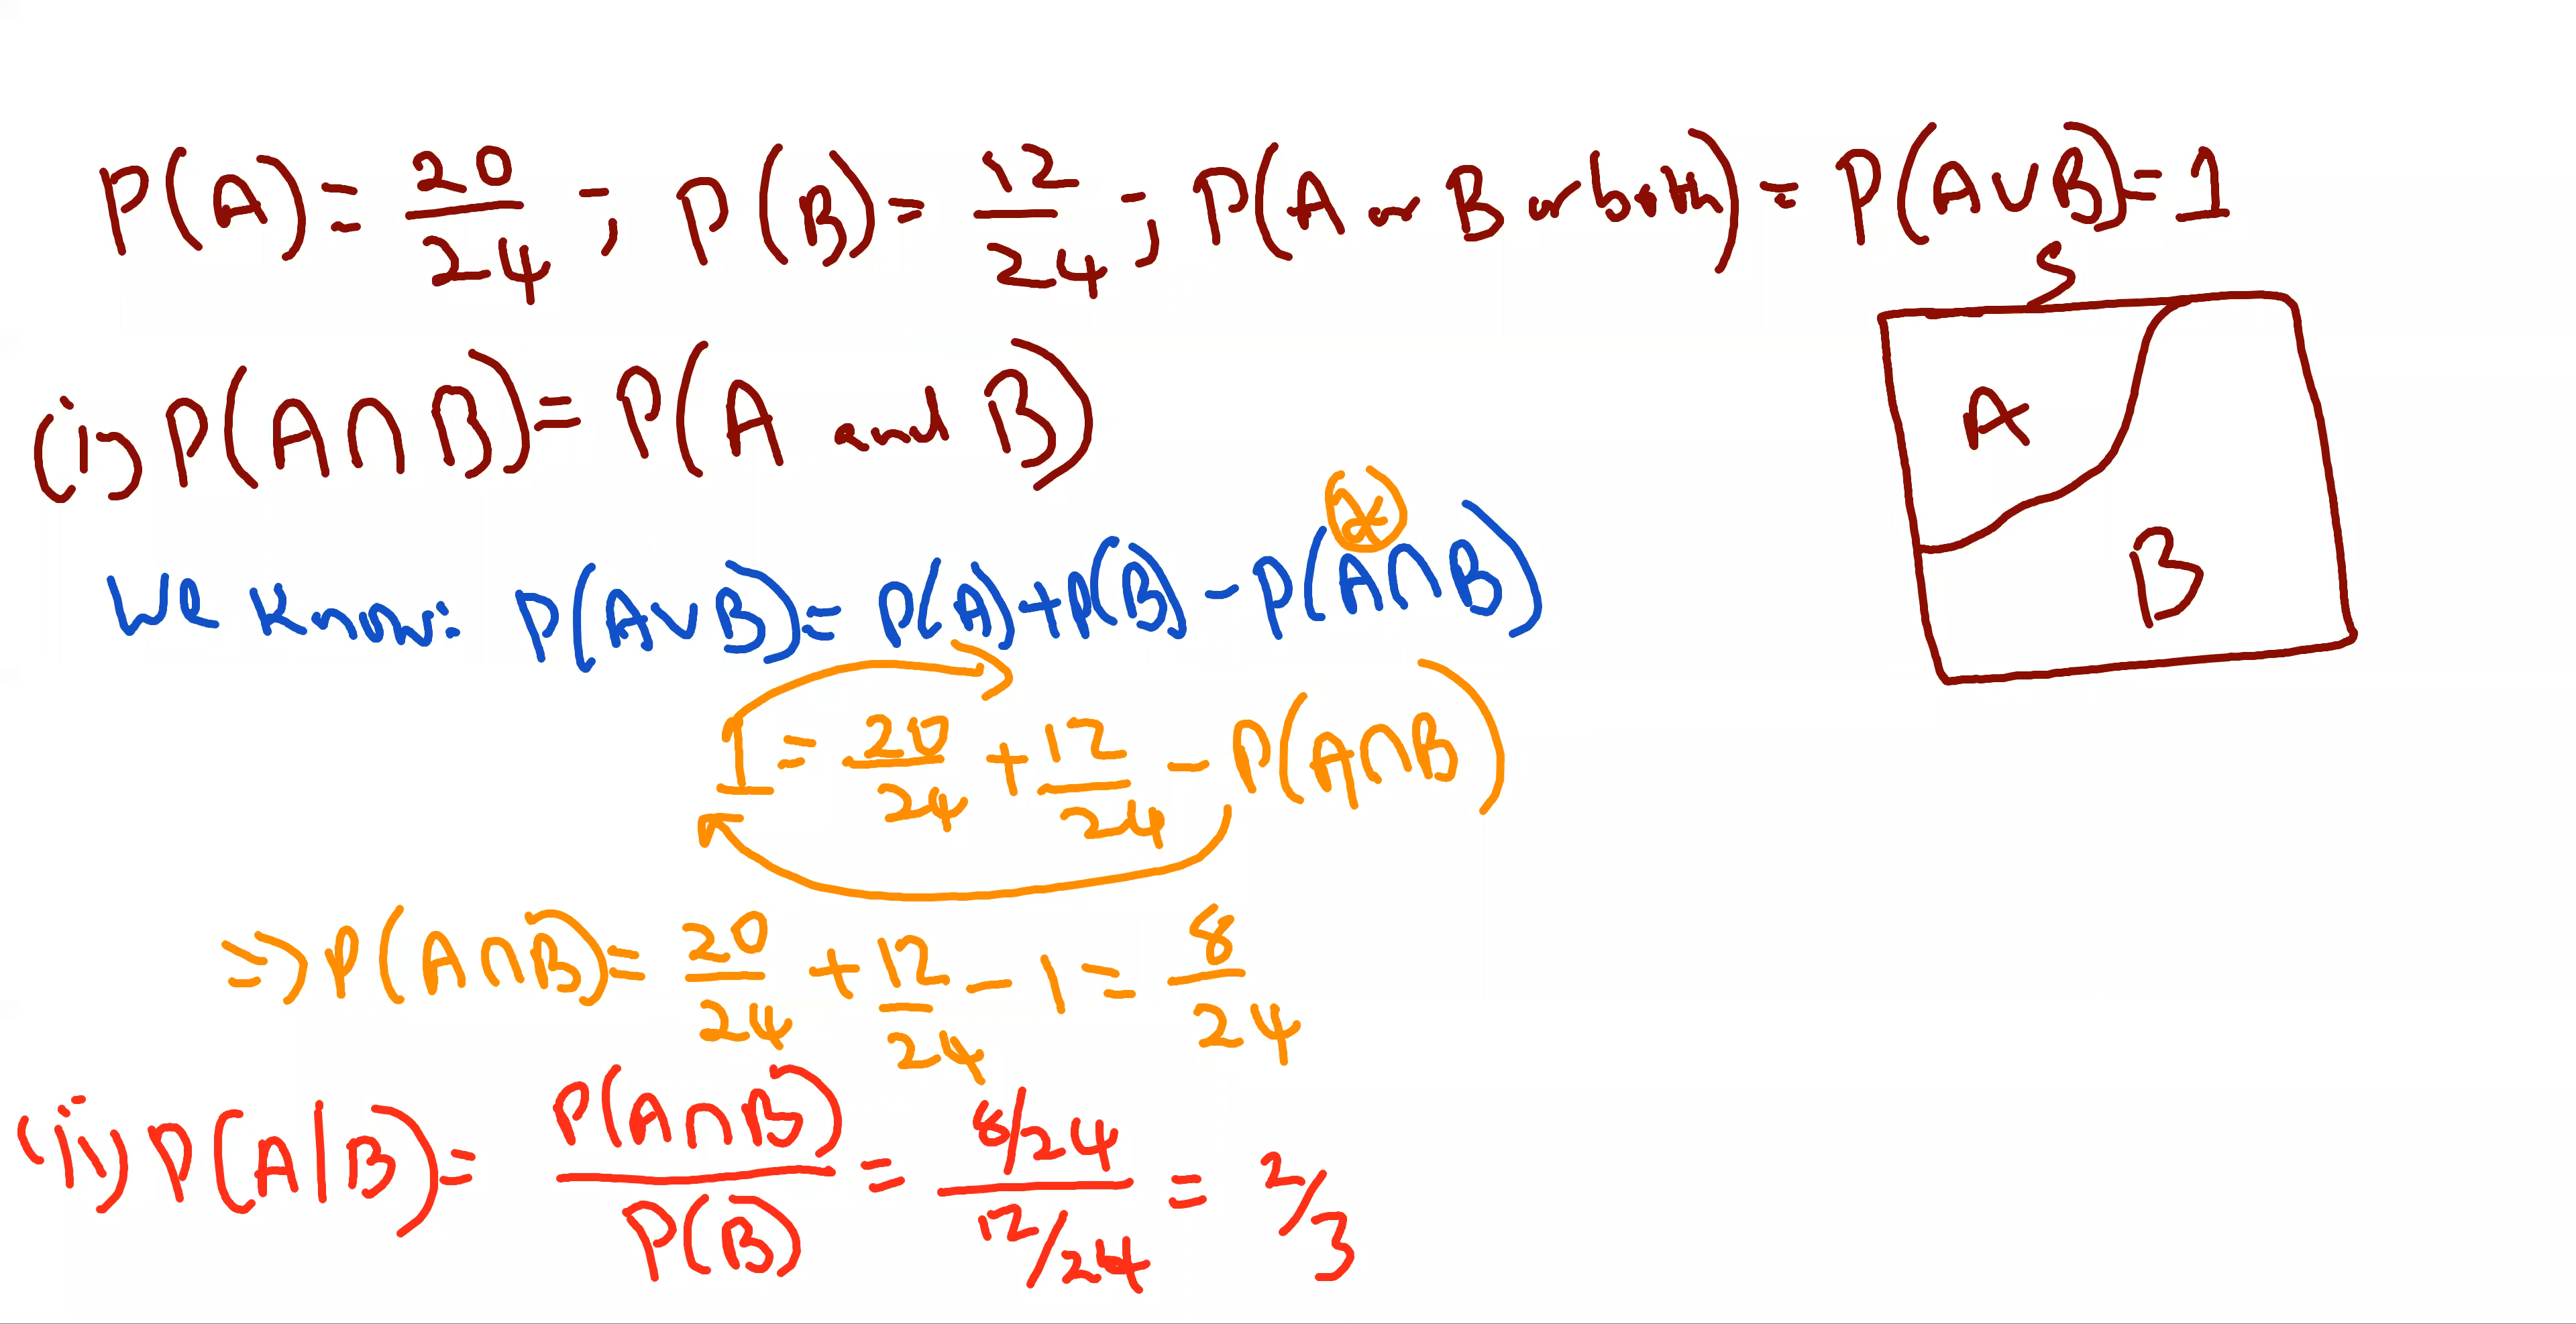 P(A) = 20/24 ; P(B) = 12/24 ; P(A or B or both) = P(A∪B) = 1
S
A
B
(i) P(A∩B) = P(A and B)
(*)
We know: P(A∪B) = P(A) + P(B) - P(A∩B)
1 = 20/24 + 12/24 - P(A∩B)
⇒ P(A∩B) = 20/24 + 12/24 - 1 = 8/24
(ii) P(A|B) = P(A∩B)/P(B) = (8/24)/(12/24) = 2/3